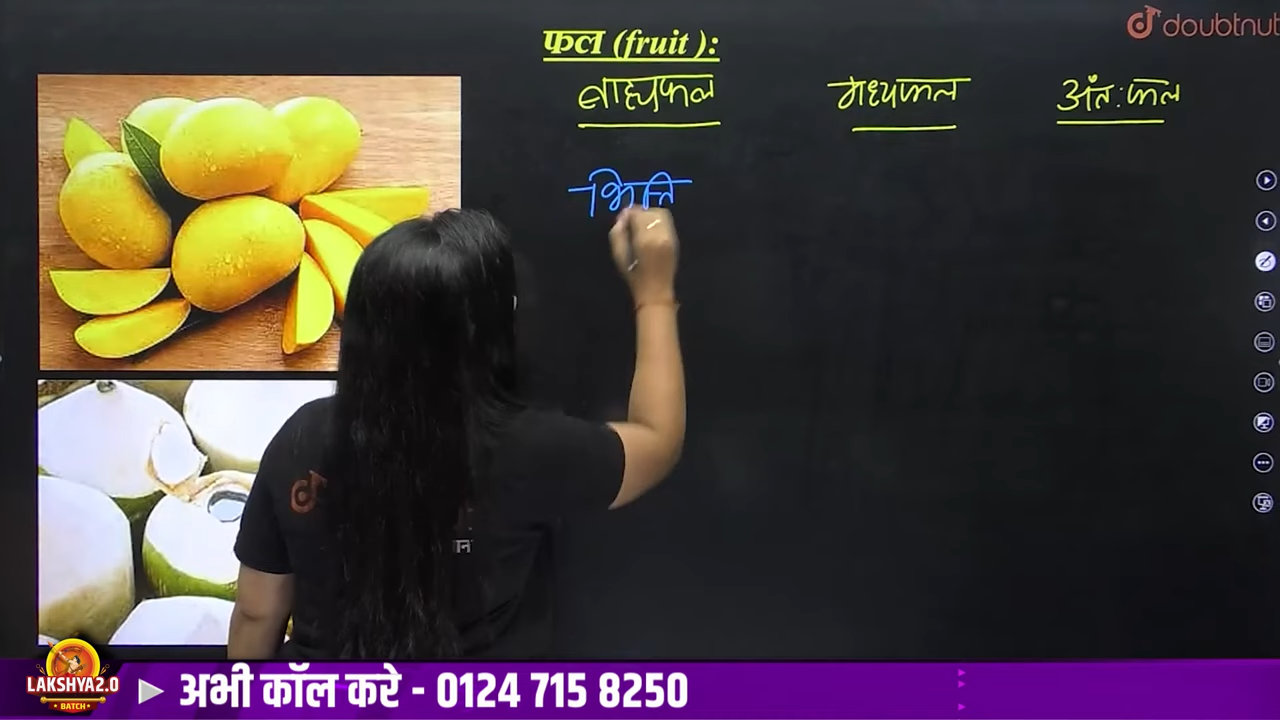 doubtnut
फल (fruit ):
बाह्यफल मध्यफल अंत:फल
भित्ति
LAKSHYA2.0
BATCH
अभी कॉल करे - 0124 715 8250